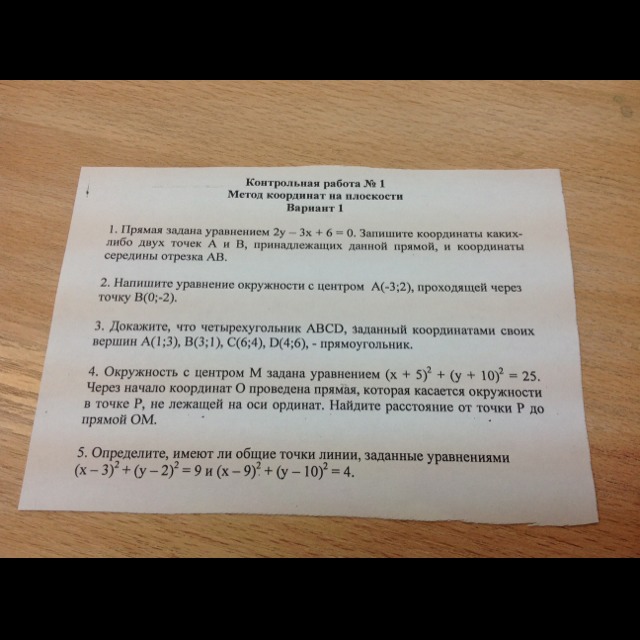 Контрольная работа № 1
Метод координат на плоскости
Вариант 1
1. Прямая задана уравнением 2y – 3x + 6 = 0. Запишите координаты каких-
либо двух точек A и B, принадлежащих данной прямой, и координаты
середины отрезка AB.
2. Напишите уравнение окружности с центром A(-3;2), проходящей через
точку B(0;-2).
3. Докажите, что четырехугольник ABCD, заданный координатами своих
вершин A(1;3), B(3;1), C(6;4), D(4;6), - прямоугольник.
4. Окружность с центром M задана уравнением (x + 5)² + (y + 10)² = 25.
Через начало координат O проведена прямая, которая касается окружности
в точке P, не лежащей на оси ординат. Найдите расстояние от точки P до
прямой OM.
5. Определите, имеют ли общие точки линии, заданные уравнениями
(x – 3)² + (y – 2)² = 9 и (x – 9)² + (y – 10)² = 4.